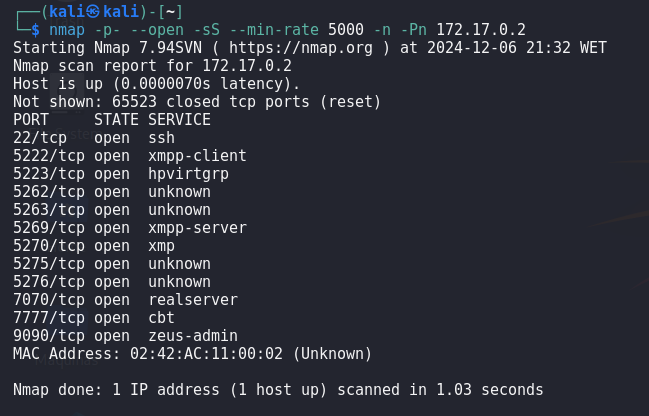 ┌──(kali㉿kali)-[~]
└─$ nmap -p- --open -sS --min-rate 5000 -n -Pn 172.17.0.2
Starting Nmap 7.94SVN ( https://nmap.org ) at 2024-12-06 21:32 WET
Nmap scan report for 172.17.0.2
Host is up (0.0000070s latency).
Not shown: 65523 closed tcp ports (reset)
PORT     STATE SERVICE
22/tcp   open  ssh
5222/tcp open  xmpp-client
5223/tcp open  hpvirtgrp
5262/tcp open  unknown
5263/tcp open  unknown
5269/tcp open  xmpp-server
5270/tcp open  xmp
5275/tcp open  unknown
5276/tcp open  unknown
7070/tcp open  realserver
7777/tcp open  cbt
9090/tcp open  zeus-admin
MAC Address: 02:42:AC:11:00:02 (Unknown)

Nmap done: 1 IP address (1 host up) scanned in 1.03 seconds